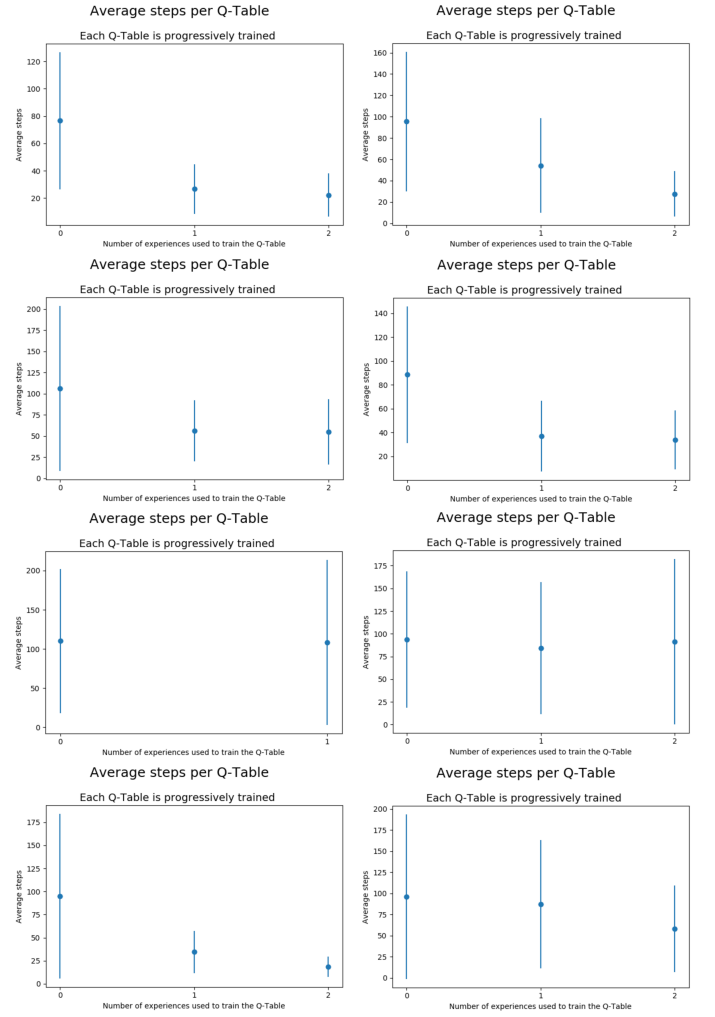 Average steps per Q-Table
Each Q-Table is progressively trained
120
100
80
60
40
20
Average steps
0 1 2
Number of experiences used to train the Q-Table
Average steps per Q-Table
Each Q-Table is progressively trained
160
140
120
100
80
60
40
20
0
Average steps
0 1 2
Number of experiences used to train the Q-Table
Average steps per Q-Table
Each Q-Table is progressively trained
200
175
150
125
100
75
50
25
0
Average steps
0 1 2
Number of experiences used to train the Q-Table
Average steps per Q-Table
Each Q-Table is progressively trained
140
120
100
80
60
40
20
Average steps
0 1 2
Number of experiences used to train the Q-Table
Average steps per Q-Table
Each Q-Table is progressively trained
200
150
100
50
0
Average steps
0 1
Number of experiences used to train the Q-Table
Average steps per Q-Table
Each Q-Table is progressively trained
175
150
125
100
75
50
25
0
Average steps
0 1 2
Number of experiences used to train the Q-Table
Average steps per Q-Table
Each Q-Table is progressively trained
175
150
125
100
75
50
25
0
Average steps
0 1 2
Number of experiences used to train the Q-Table
Average steps per Q-Table
Each Q-Table is progressively trained
200
175
150
125
100
75
50
25
0
Average steps
0 1 2
Number of experiences used to train the Q-Table